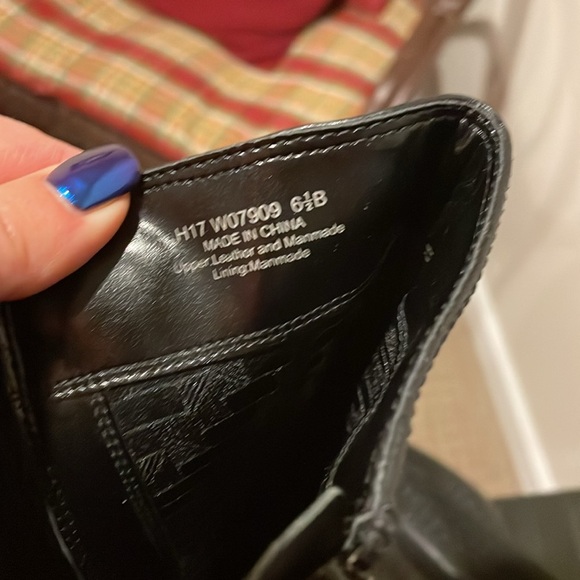 H17 W07909 6½B
MADE IN CHINA
Upper:Leather and Manmade
Lining:Manmade